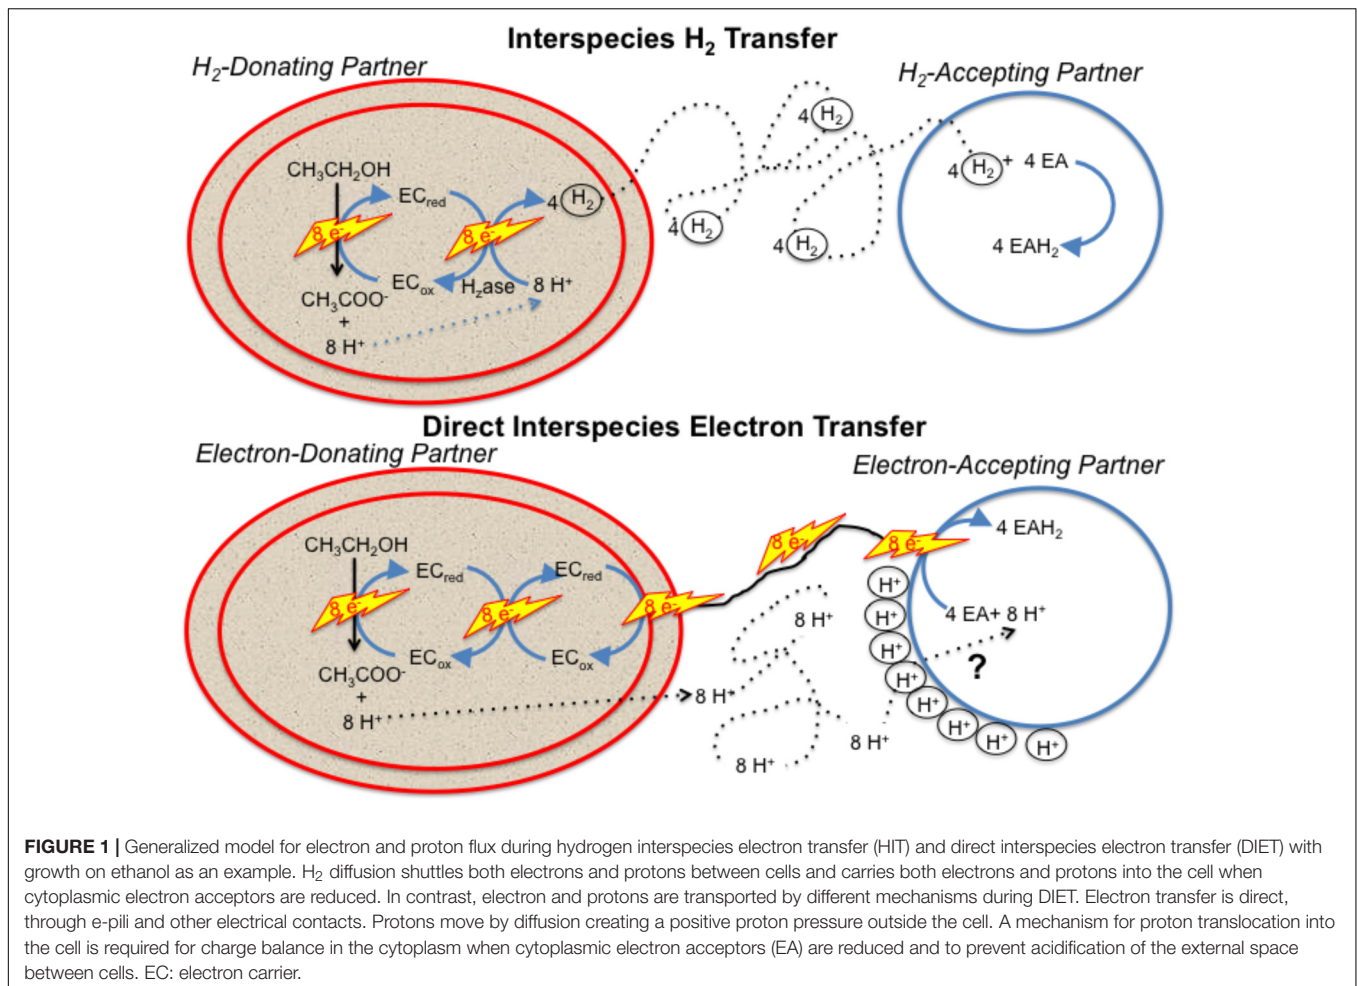 Interspecies H₂ Transfer
H₂-Donating Partner
H₂-Accepting Partner
CH₃CH₂OH
EC_red
4 H₂
8 e⁻
8 e⁻
EC_ox
H_zase
8 H⁺
CH₃COO⁻
+
8 H⁺
4 H₂
4 H₂
4 H₂
4 H₂ + 4 EA
4 EAH₂
Direct Interspecies Electron Transfer
Electron-Donating Partner
Electron-Accepting Partner
CH₃CH₂OH
EC_red
EC_red
8 e⁻
8 e⁻
8 e⁻
8 e⁻
8 e⁻
EC_ox
EC_ox
CH₃COO⁻
+
8 H⁺
8 H⁺
8 H⁺
8 H⁺
8 H⁺
4 EAH₂
4 EA+ 8 H⁺
?
H⁺
H⁺
H⁺
H⁺
H⁺
H⁺
H⁺
H⁺
FIGURE 1 | Generalized model for electron and proton flux during hydrogen interspecies electron transfer (HIT) and direct interspecies electron transfer (DIET) with
growth on ethanol as an example. H₂ diffusion shuttles both electrons and protons between cells and carries both electrons and protons into the cell when
cytoplasmic electron acceptors are reduced. In contrast, electron and protons are transported by different mechanisms during DIET. Electron transfer is direct,
through e-pili and other electrical contacts. Protons move by diffusion creating a positive proton pressure outside the cell. A mechanism for proton translocation into
the cell is required for charge balance in the cytoplasm when cytoplasmic electron acceptors (EA) are reduced and to prevent acidification of the external space
between cells. EC: electron carrier.